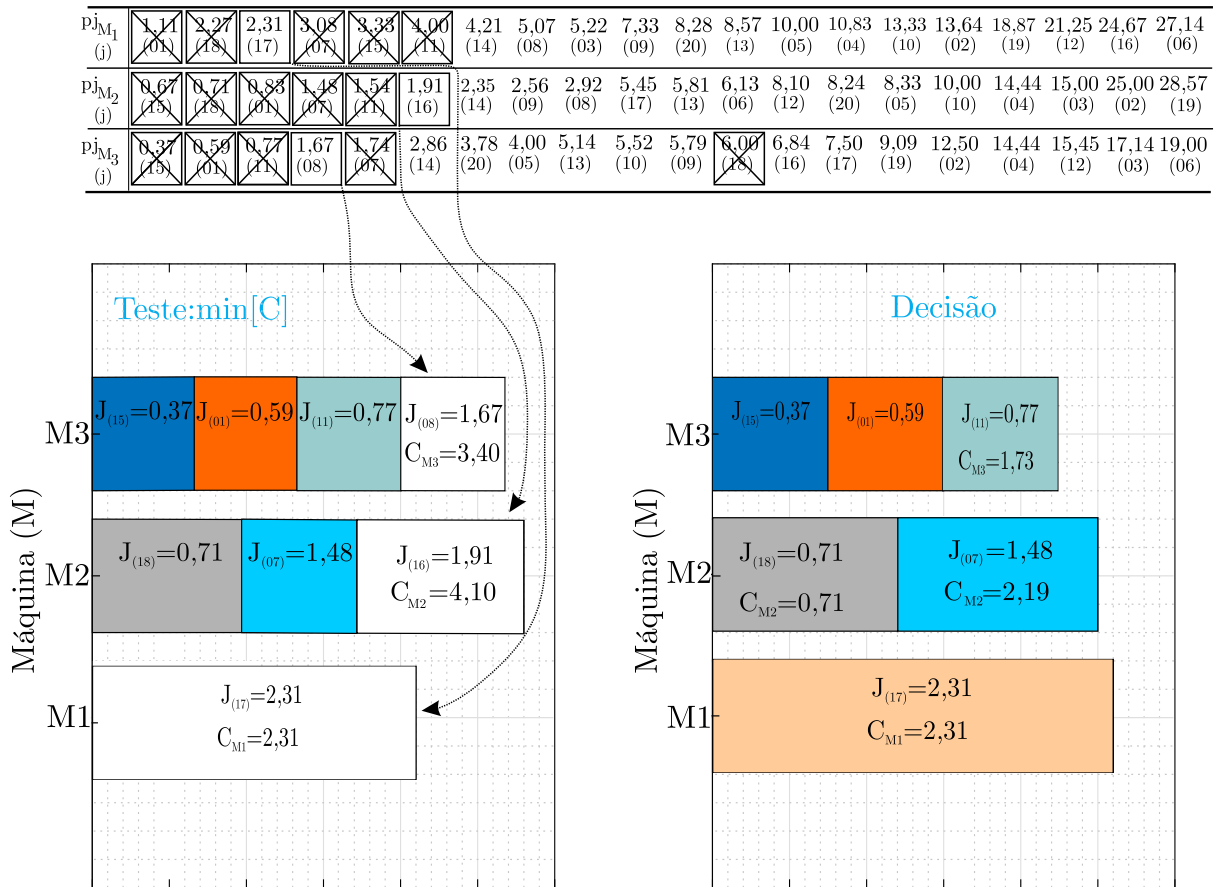 pj_M₁ 1,11 2,27 2,31 3,08 3,33 4,00 4,21 5,07 5,22 7,33 8,28 8,57 10,00 10,83 13,33 13,64 18,87 21,25 24,67 27,14
(j) (01) (18) (17) (07) (15) (11) (14) (08) (03) (09) (20) (13) (05) (04) (10) (02) (19) (12) (16) (06)
pj_M₂ 0,67 0,71 0,83 1,48 1,54 1,91 2,35 2,56 2,92 5,45 5,81 6,13 8,10 8,24 8,33 10,00 14,44 15,00 25,00 28,57
(j) (15) (18) (01) (07) (11) (16) (14) (09) (08) (17) (13) (06) (12) (20) (05) (10) (04) (03) (02) (19)
pj_M₃ 0,37 0,59 0,77 1,67 1,74 2,86 3,78 4,00 5,14 5,52 5,79 6,00 6,84 7,50 9,09 12,50 14,44 15,45 17,14 19,00
(j) (15) (01) (11) (08) (07) (14) (20) (05) (13) (10) (09) (18) (16) (17) (19) (02) (04) (12) (03) (06)
Teste:min[C]
Máquina (M)
M3
J(15)=0,37 J(01)=0,59 J(11)=0,77 J(08)=1,67
C_M3=3,40
M2
J(18)=0,71 J(07)=1,48 J(16)=1,91
C_M2=4,10
M1
J(17)=2,31
C_M1=2,31
Decisão
Máquina (M)
M3
J(15)=0,37 J(01)=0,59 J(11)=0,77
C_M3=1,73
M2
J(18)=0,71 J(07)=1,48
C_M2=0,71 C_M2=2,19
M1
J(17)=2,31
C_M1=2,31